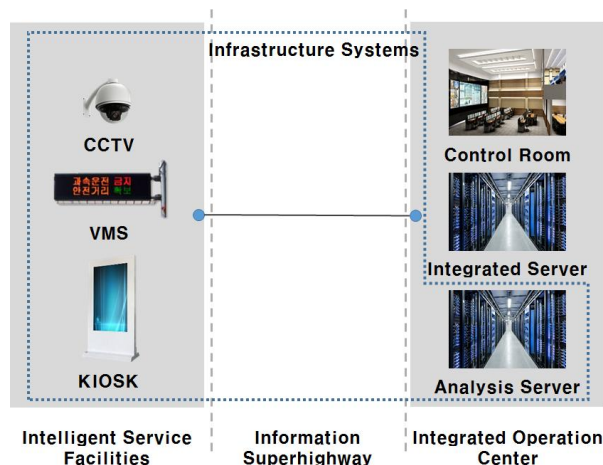 Infrastructure Systems
CCTV
과속운전 금지
안전거리 확보
VMS
KIOSK
Control Room
Integrated Server
Analysis Server
Intelligent Service
Facilities
Information
Superhighway
Integrated Operation
Center